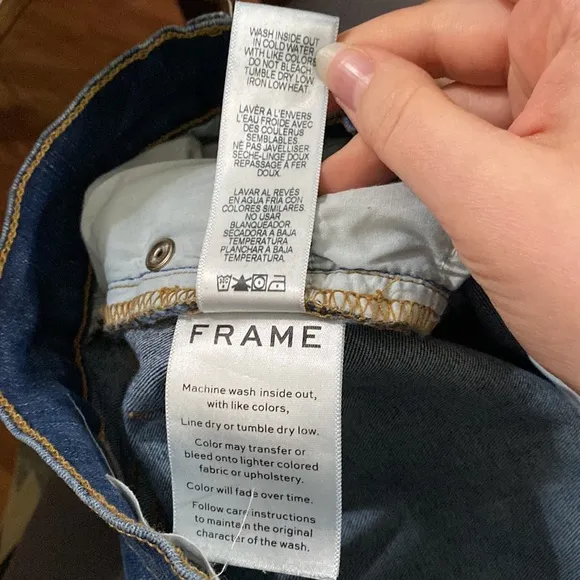 WASH INSIDE OUT
IN COLD WATER
WITH LIKE COLORS
DO NOT BLEACH.
TUMBLE DRY LOW
IRON LOW HEAT
LAVÉR A L'ENVERS
L'EAU FROIDE AVEC
DES COULERUS
SEMBLABLES.
NÉ PAS JAVELLISER
SÈCHE-LINGE DOUX
REPASSAGE À FER
DOUX.
LAVAR AL REVÉS
EN AGUA FRÍA CON
COLORES SIMILARES.
NO USAR
BLANQUEADOR
SECADORA A BAJA
TEMPERATURA
PLANCHAR A BAJA
TEMPERATURA.
FRAME
Machine wash inside out,
with like colors,
Line dry or tumble dry low.
Color may transfer or
bleed onto lighter colored
fabric or upholstery.
Color will fade over time.
Follow care instructions
to maintain the original
character of the wash.